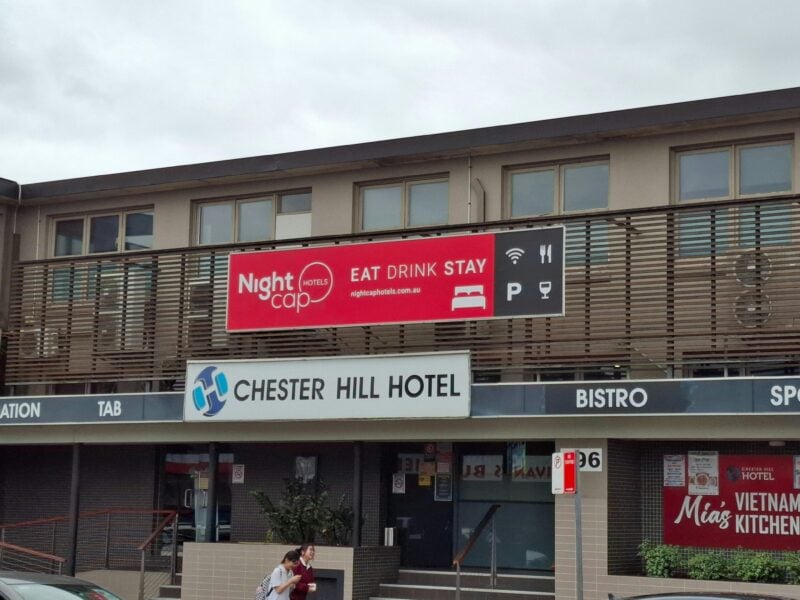 Night
cap
HOTELS
EAT DRINK STAY
nightcaphotels.com.au
P
CHESTER HILL HOTEL
ATION
TAB
BISTRO
SPO
96
CHESTER HILL
HOTEL
Mia's
VIETNAM
KITCHEN